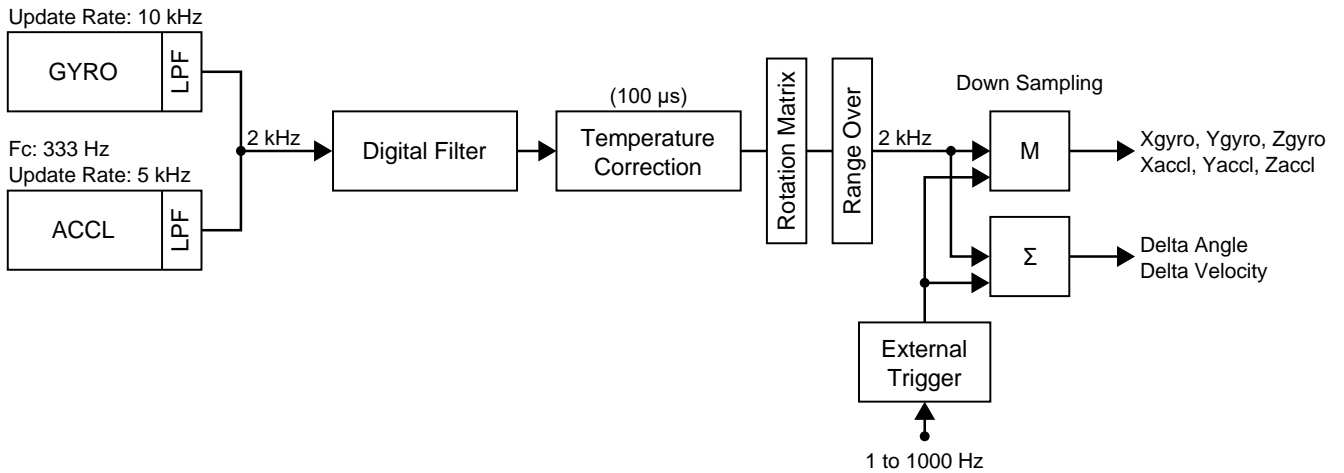 Update Rate: 10 kHz
GYRO
LPF
Fc: 333 Hz
Update Rate: 5 kHz
ACCL
LPF
2 kHz
Digital Filter
(100 µs)
Temperature
Correction
Rotation Matrix
Range Over
2 kHz
Down Sampling
M
Xgyro, Ygyro, Zgyro
Xaccl, Yaccl, Zaccl
Σ
Delta Angle
Delta Velocity
External
Trigger
1 to 1000 Hz